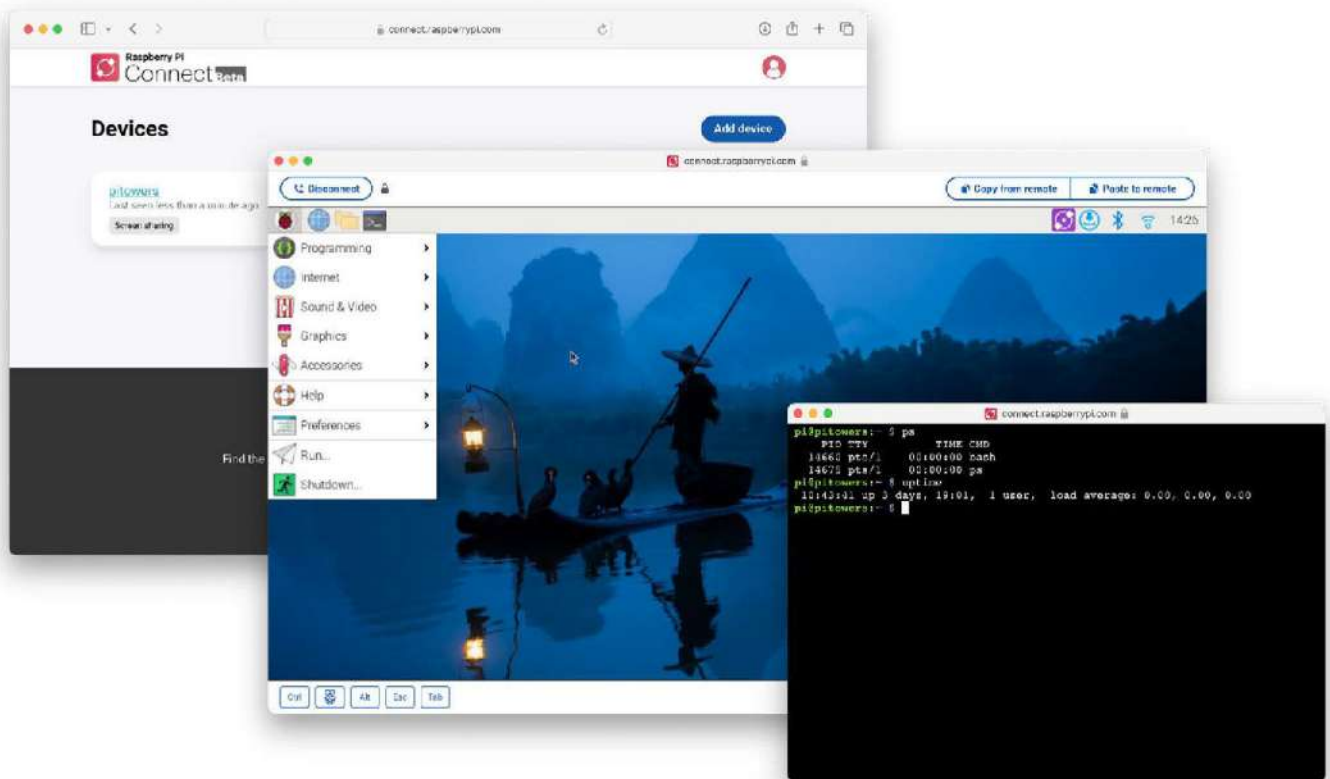 connect.raspberrypi.com
Raspberry Pi
Connect Beta
Devices
Add device
pitowers
Last seen less than a minute ago
Screen sharing
Find the
connect.raspberrypi.com
Disconnect
Copy from remote
Paste to remote
14:25
Programming
Internet
Sound & Video
Graphics
Accessories
Help
Preferences
Run...
Shutdown...
Ctrl
Alt
Esc
Tab
connect.raspberrypi.com
pi@pitowers:~ $ ps
PID TTY TIME CMD
14660 pts/1 00:00:00 bash
14675 pts/1 00:00:00 ps
pi@pitowers:~ $ uptime
10:43:41 up 3 days, 19:01, 1 user, load average: 0.00, 0.00, 0.00
pi@pitowers:~ $